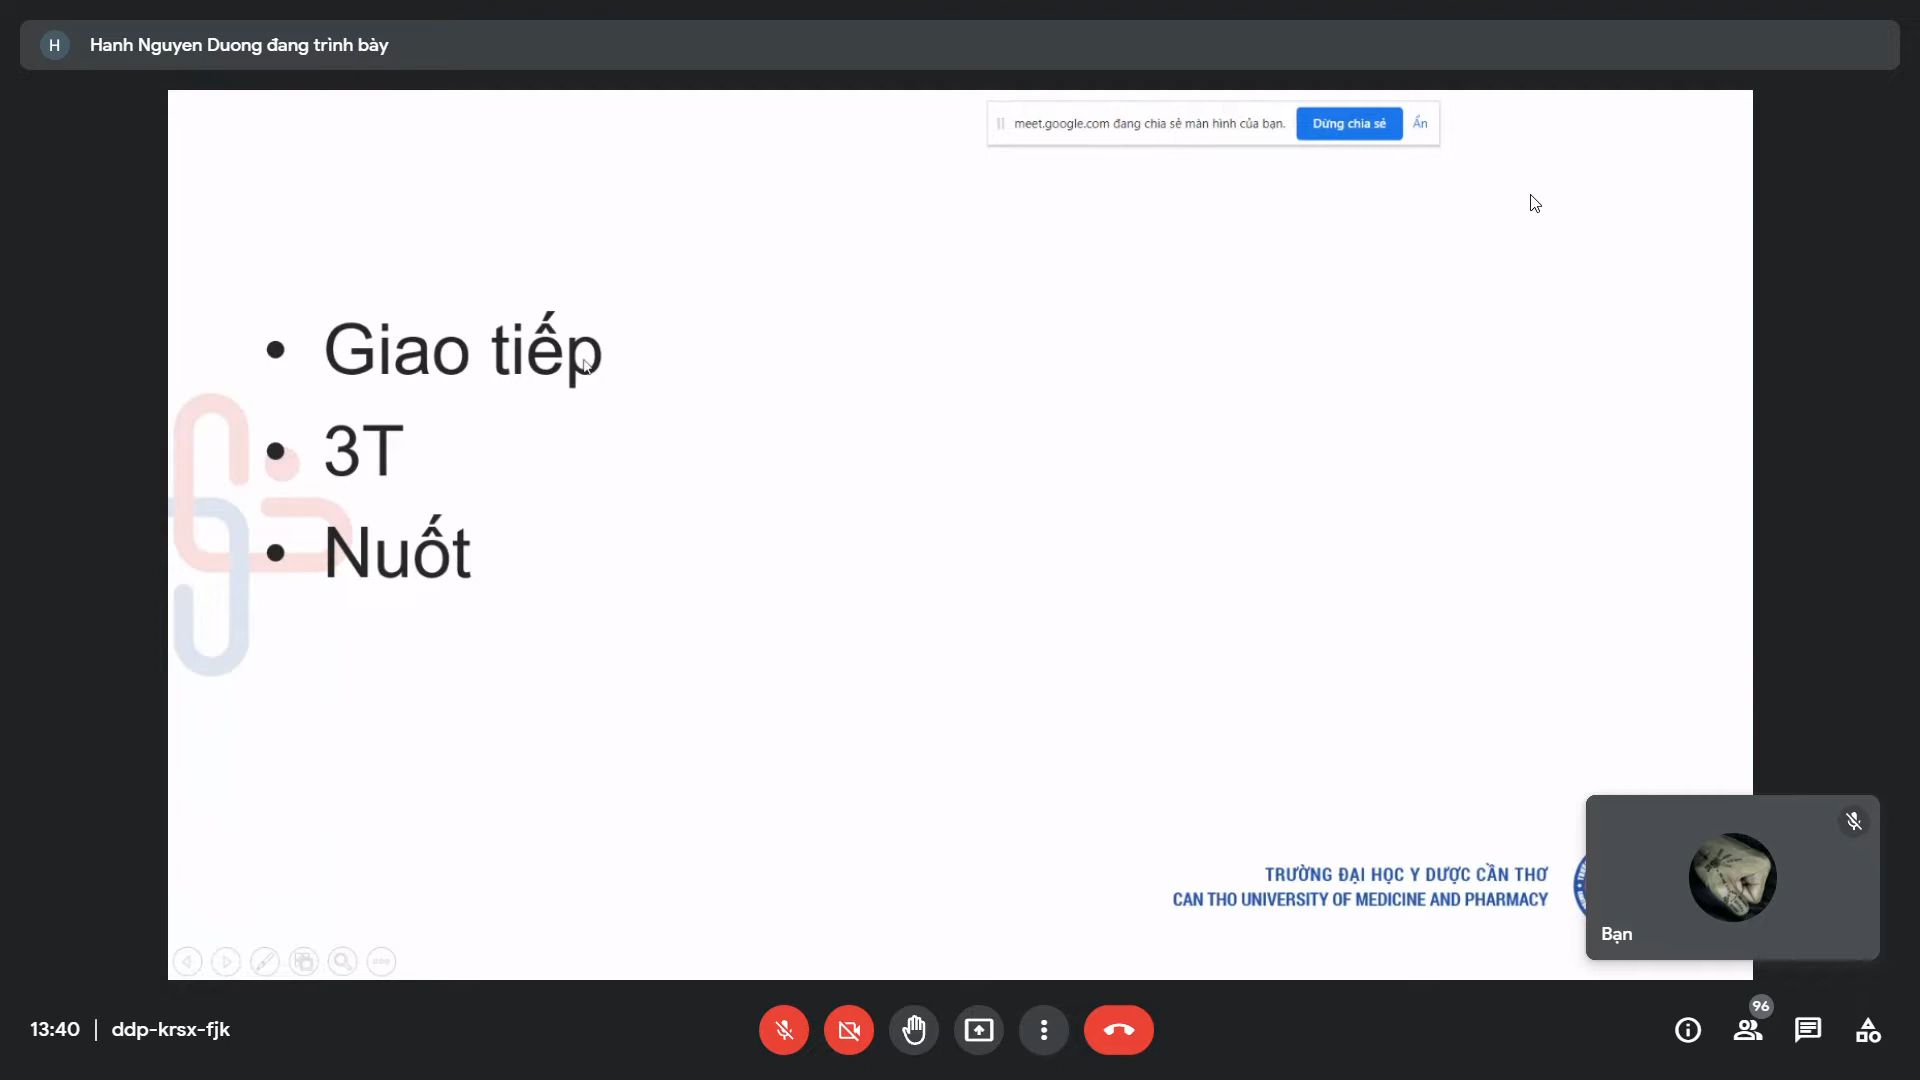 H Hanh Nguyen Duong đang trình bày
meet.google.com đang chia sẻ màn hình của bạn. Dừng chia sẻ Ẩn
• Giao tiếp
• 3T
• Nuốt
TRƯỜNG ĐẠI HỌC Y DƯỢC CẦN THƠ
CAN THO UNIVERSITY OF MEDICINE AND PHARMACY
Bạn
13:40 | ddp-krsx-fjk
96